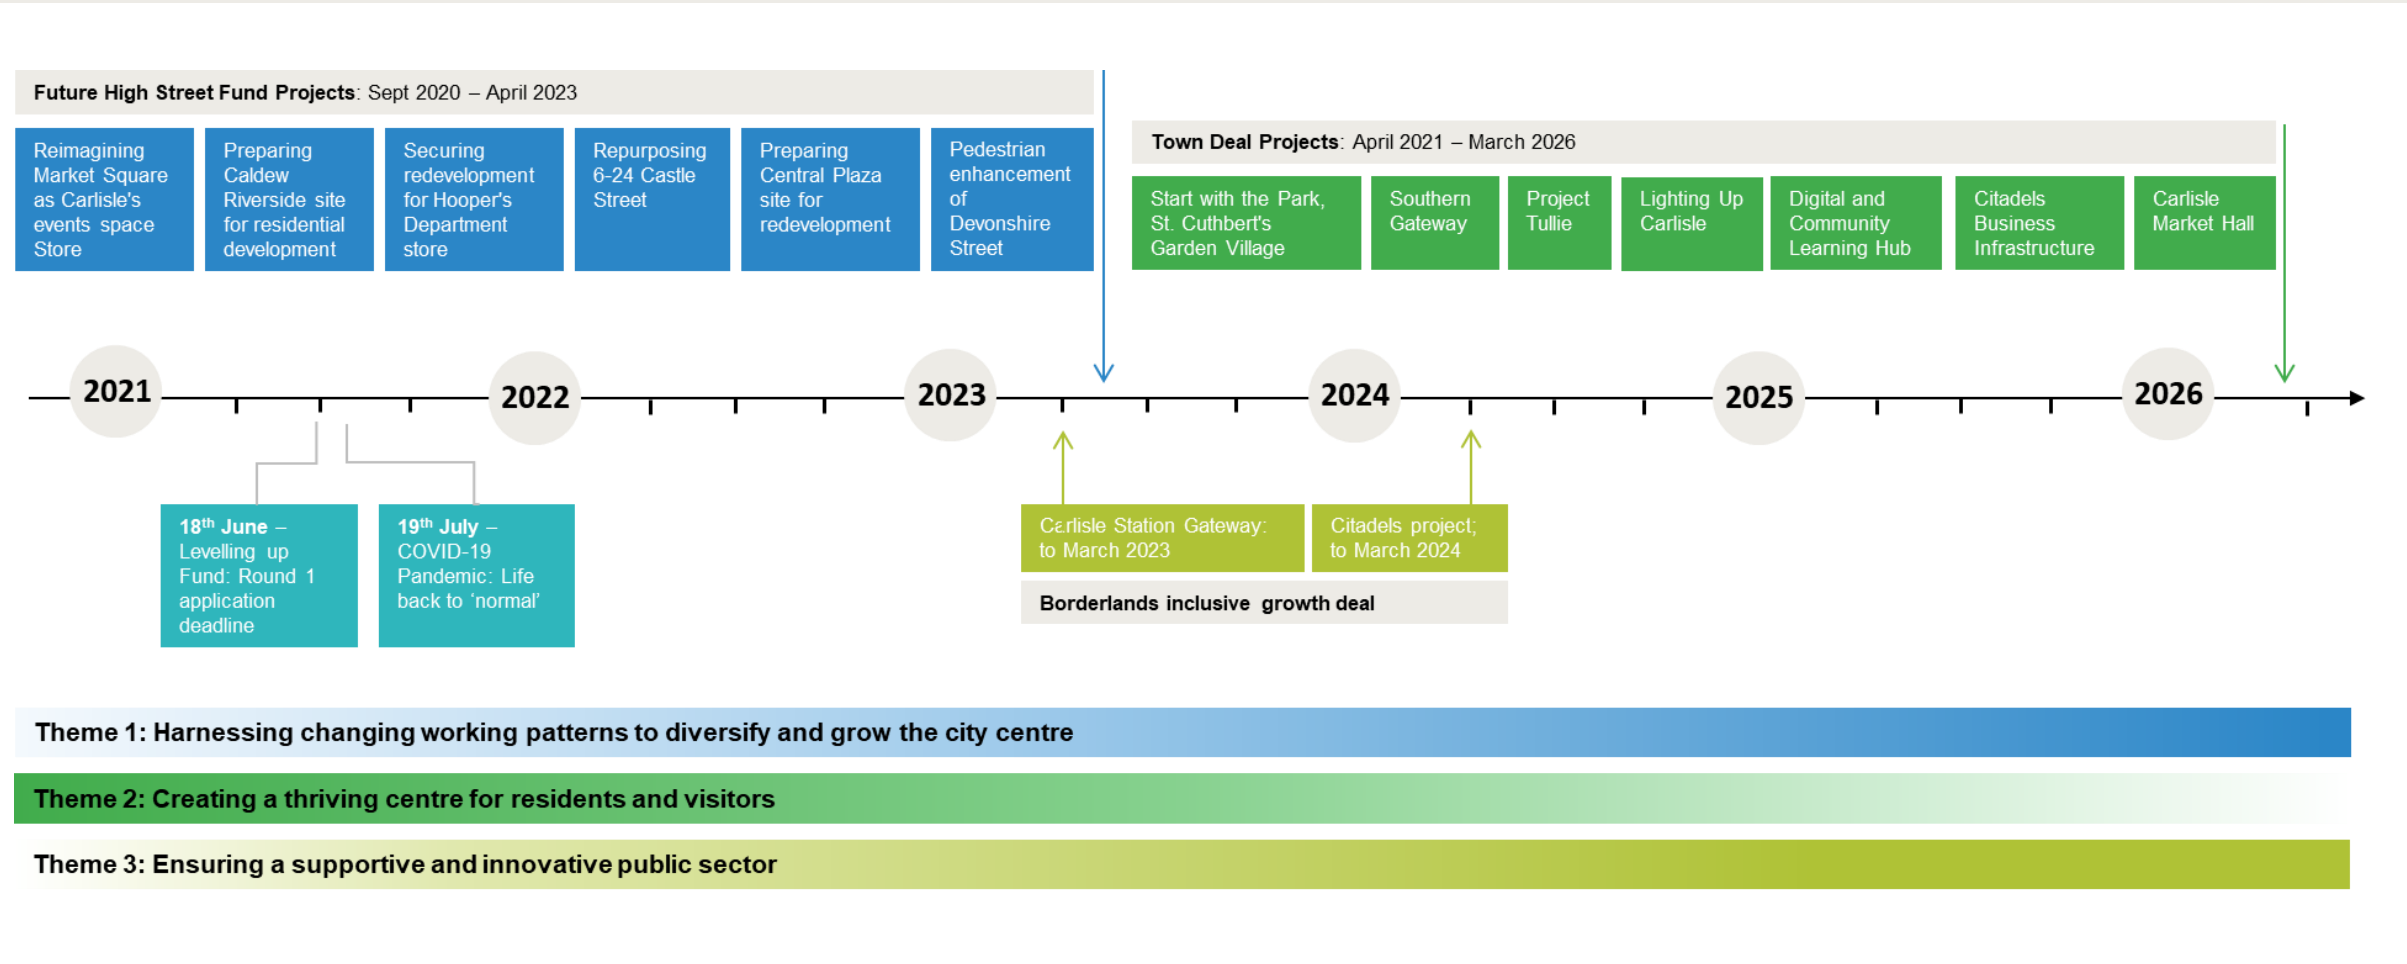 Future High Street Fund Projects: Sept 2020 – April 2023
Reimagining
Market Square
as Carlisle's
events space
Store
Preparing
Caldew
Riverside site
for residential
development
Securing
redevelopment
for Hooper's
Department
store
Repurposing
6-24 Castle
Street
Preparing
Central Plaza
site for
redevelopment
Pedestrian
enhancement
of
Devonshire
Street
Town Deal Projects: April 2021 – March 2026
Start with the Park,
St. Cuthbert's
Garden Village
Southern
Gateway
Project
Tullie
Lighting Up
Carlisle
Digital and
Community
Learning Hub
Citadels
Business
Infrastructure
Carlisle
Market Hall
2021
2022
2023
2024
2025
2026
18th June –
Levelling up
Fund: Round 1
application
deadline
19th July –
COVID-19
Pandemic: Life
back to ‘normal’
Carlisle Station Gateway:
to March 2023
Citadels project;
to March 2024
Borderlands inclusive growth deal
Theme 1: Harnessing changing working patterns to diversify and grow the city centre
Theme 2: Creating a thriving centre for residents and visitors
Theme 3: Ensuring a supportive and innovative public sector